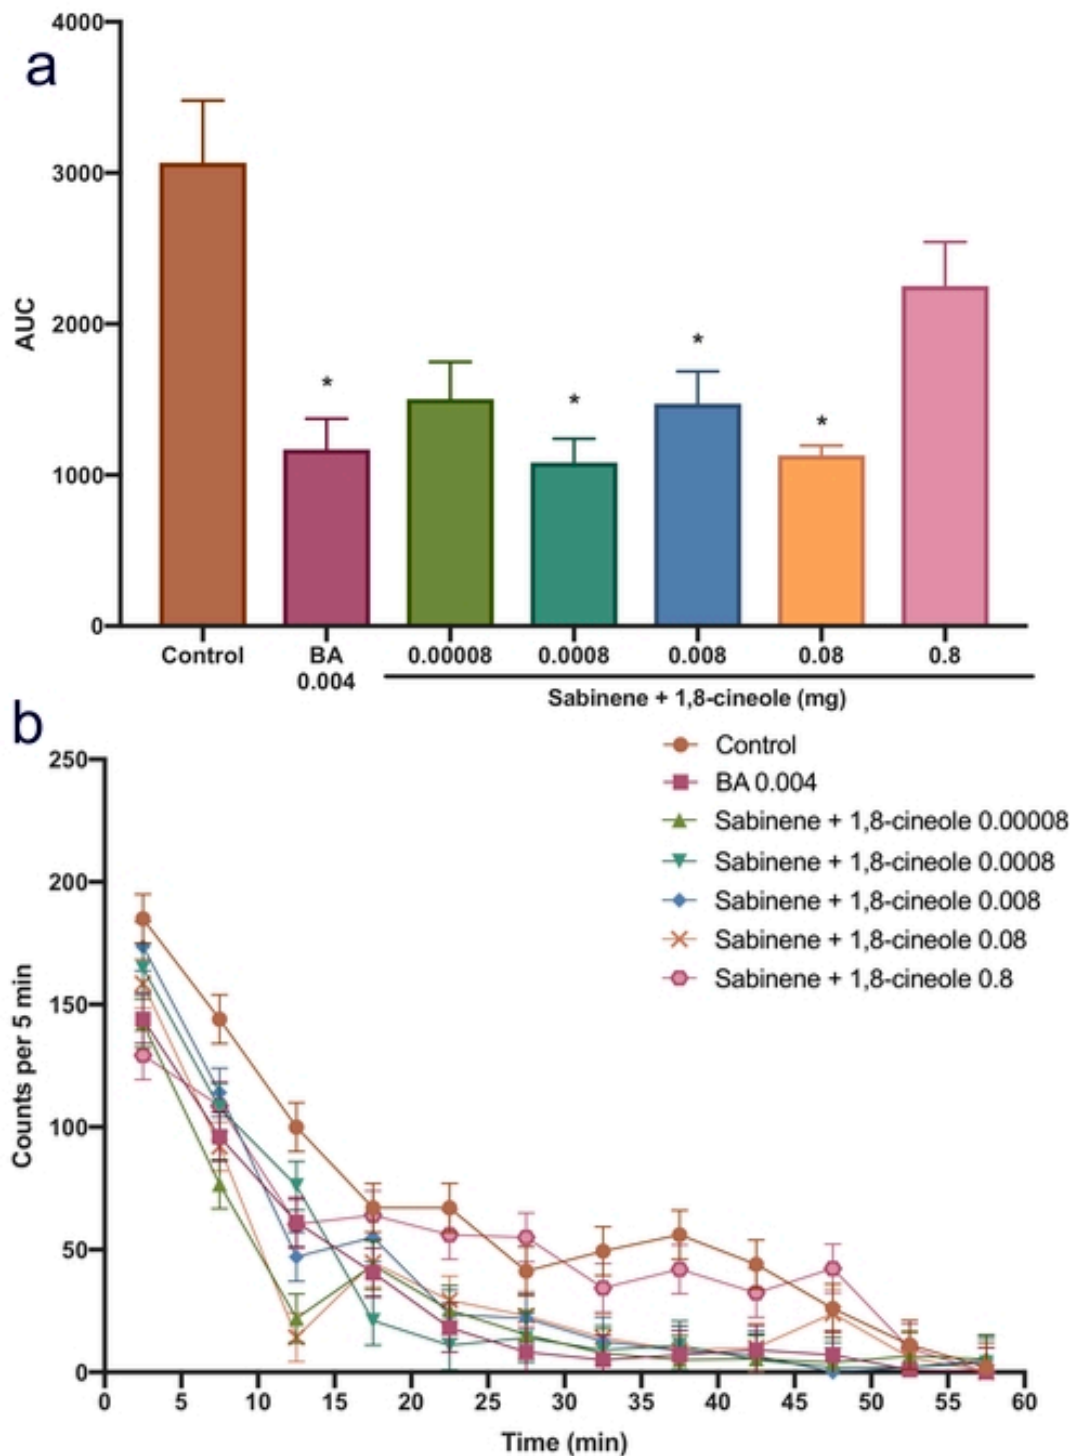 a
4000
3000
2000
1000
0
AUC
*
*
*
*
Control
BA
0.004
0.00008
0.0008
0.008
0.08
0.8
Sabinene + 1,8-cineole (mg)
b
250
200
150
100
50
0
Counts per 5 min
Control
BA 0.004
Sabinene + 1,8-cineole 0.00008
Sabinene + 1,8-cineole 0.0008
Sabinene + 1,8-cineole 0.008
Sabinene + 1,8-cineole 0.08
Sabinene + 1,8-cineole 0.8
0 5 10 15 20 25 30 35 40 45 50 55 60
Time (min)